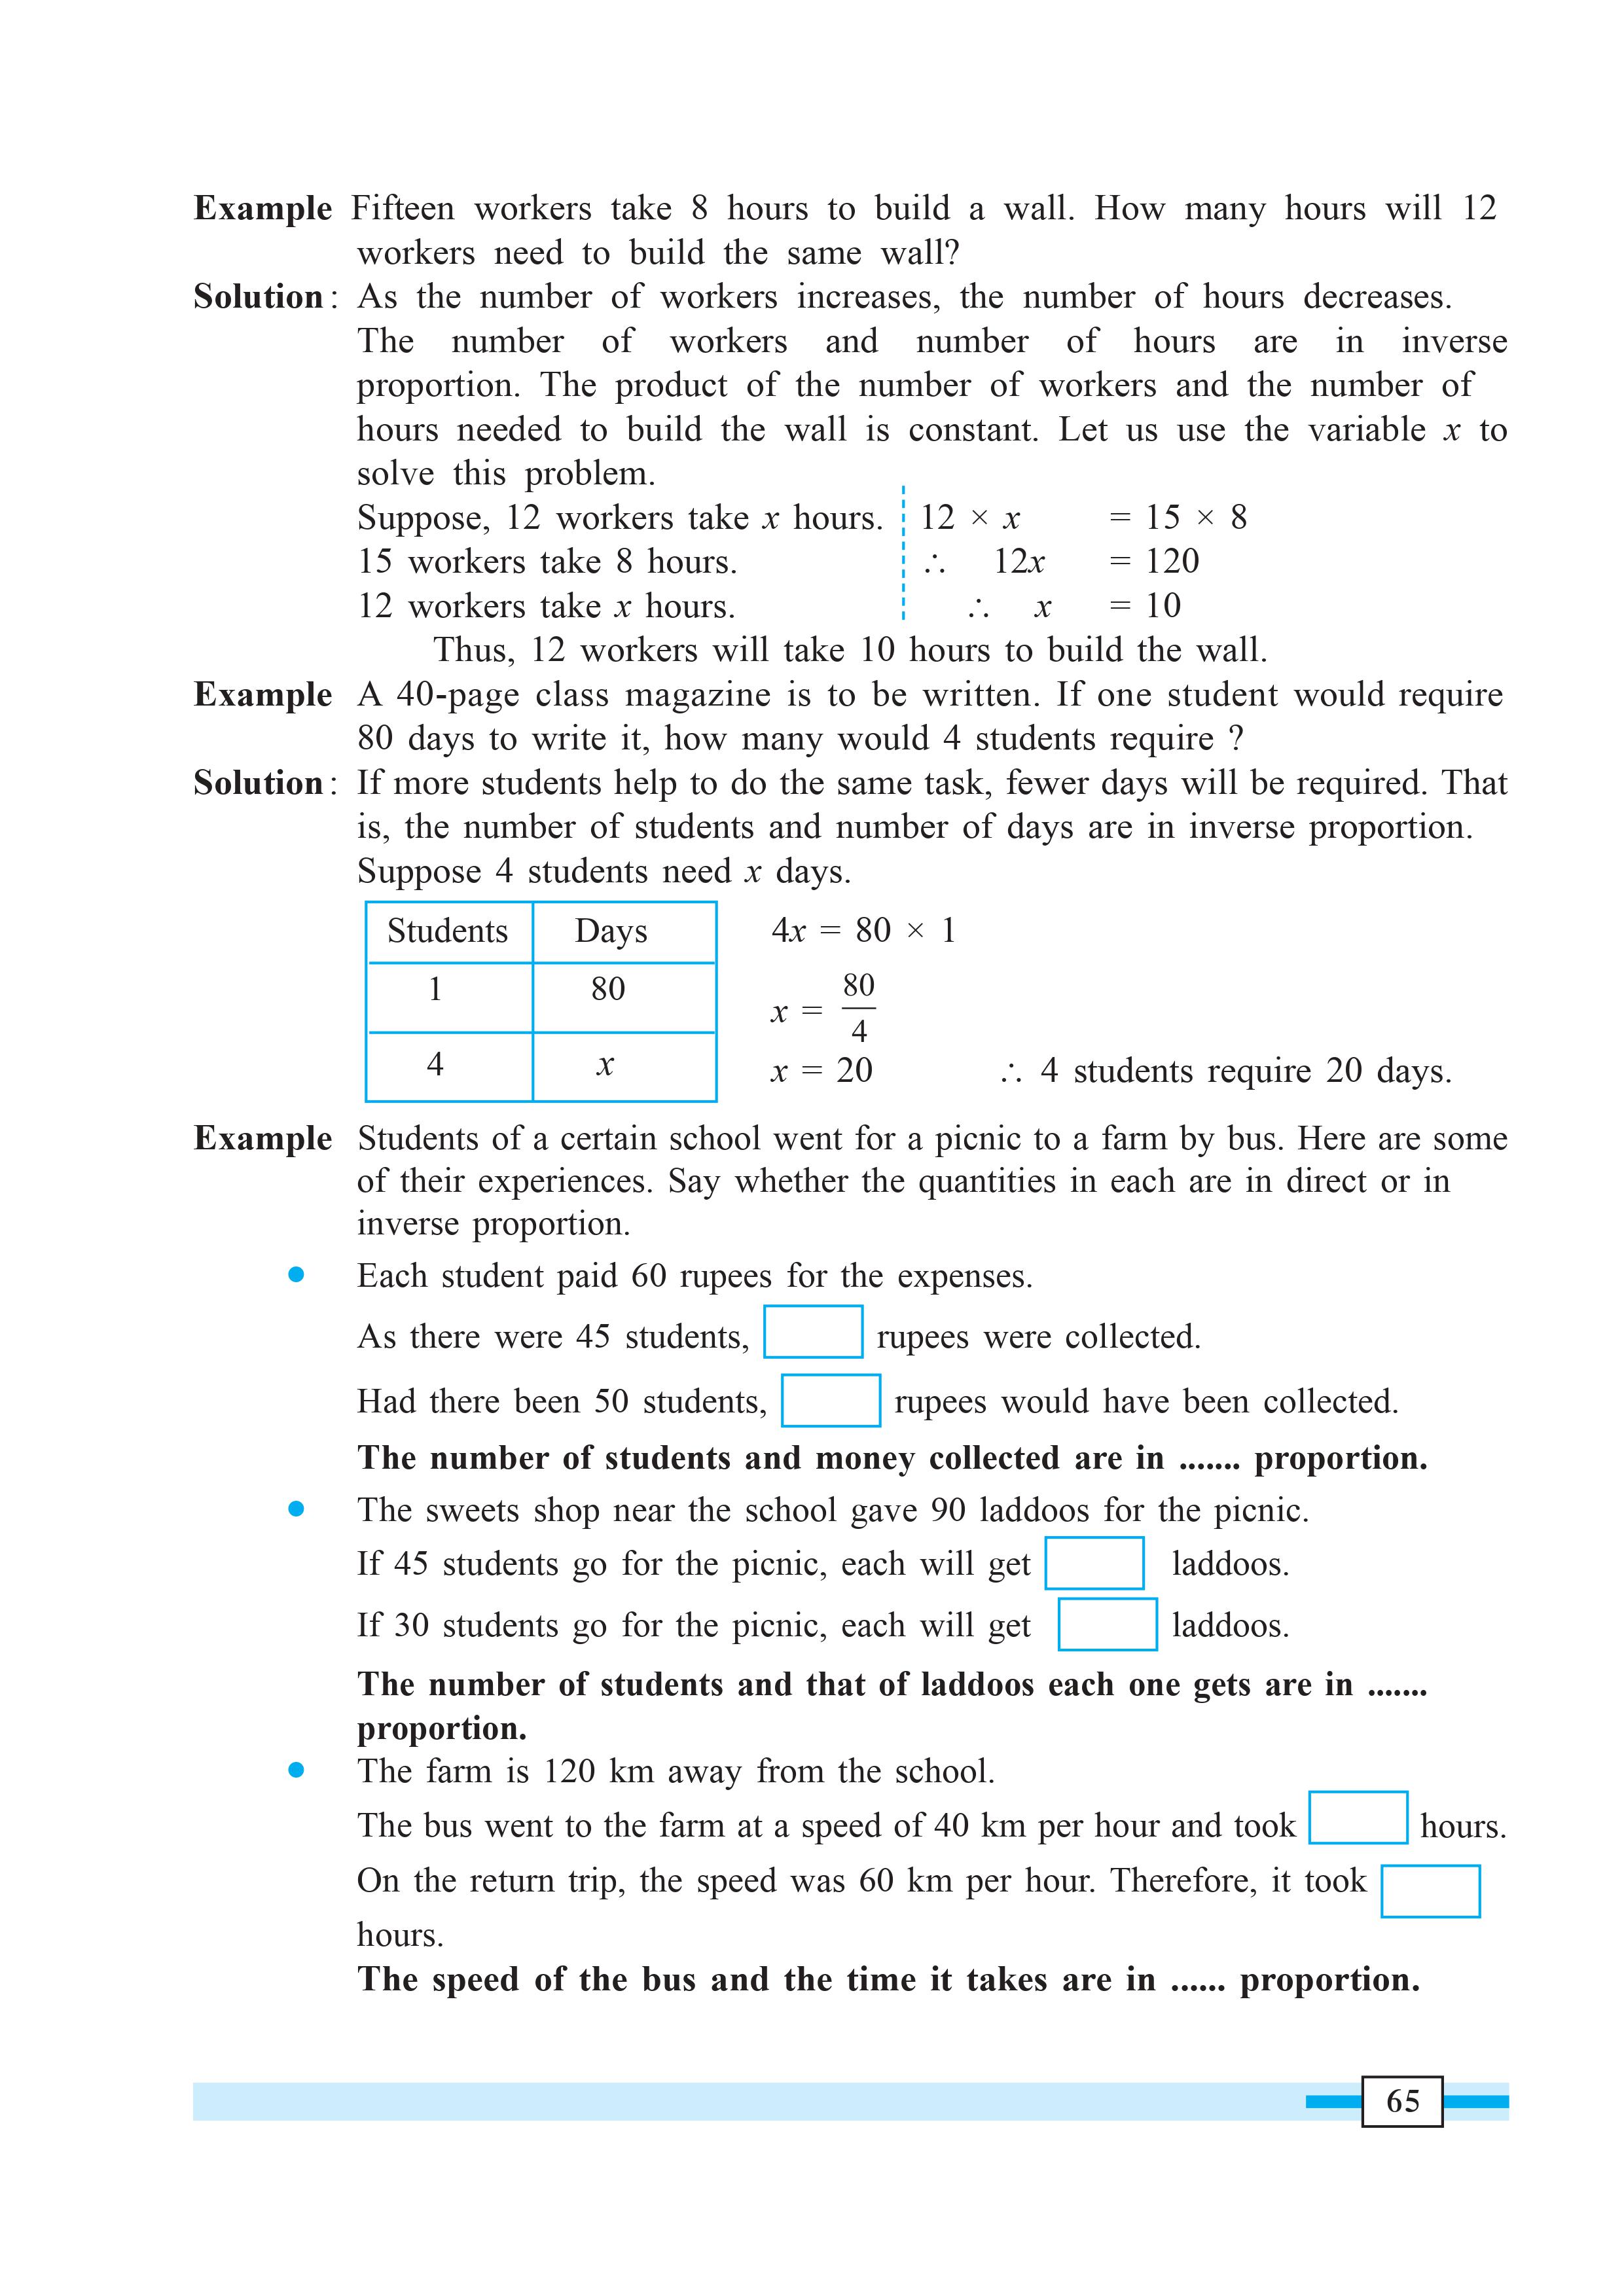 Example Fifteen workers take 8 hours to build a wall. How many hours will 12
workers need to build the same wall?
Solution : As the number of workers increases, the number of hours decreases.
The number of workers and number of hours are in inverse
proportion. The product of the number of workers and the number of
hours needed to build the wall is constant. Let us use the variable x to
solve this problem.
Suppose, 12 workers take x hours. 12 × x = 15 × 8
15 workers take 8 hours. ∴ 12x = 120
12 workers take x hours. ∴ x = 10
Thus, 12 workers will take 10 hours to build the wall.
Example A 40-page class magazine is to be written. If one student would require
80 days to write it, how many would 4 students require ?
Solution : If more students help to do the same task, fewer days will be required. That
is, the number of students and number of days are in inverse proportion.
Suppose 4 students need x days.
Students Days
1 80
4 x
4x = 80 × 1
x = 80/4
x = 20 ∴ 4 students require 20 days.
Example Students of a certain school went for a picnic to a farm by bus. Here are some
of their experiences. Say whether the quantities in each are in direct or in
inverse proportion.
• Each student paid 60 rupees for the expenses.
As there were 45 students, rupees were collected.
Had there been 50 students, rupees would have been collected.
The number of students and money collected are in ....... proportion.
• The sweets shop near the school gave 90 laddoos for the picnic.
If 45 students go for the picnic, each will get laddoos.
If 30 students go for the picnic, each will get laddoos.
The number of students and that of laddoos each one gets are in .......
proportion.
• The farm is 120 km away from the school.
The bus went to the farm at a speed of 40 km per hour and took hours.
On the return trip, the speed was 60 km per hour. Therefore, it took
hours.
The speed of the bus and the time it takes are in ...... proportion.
65